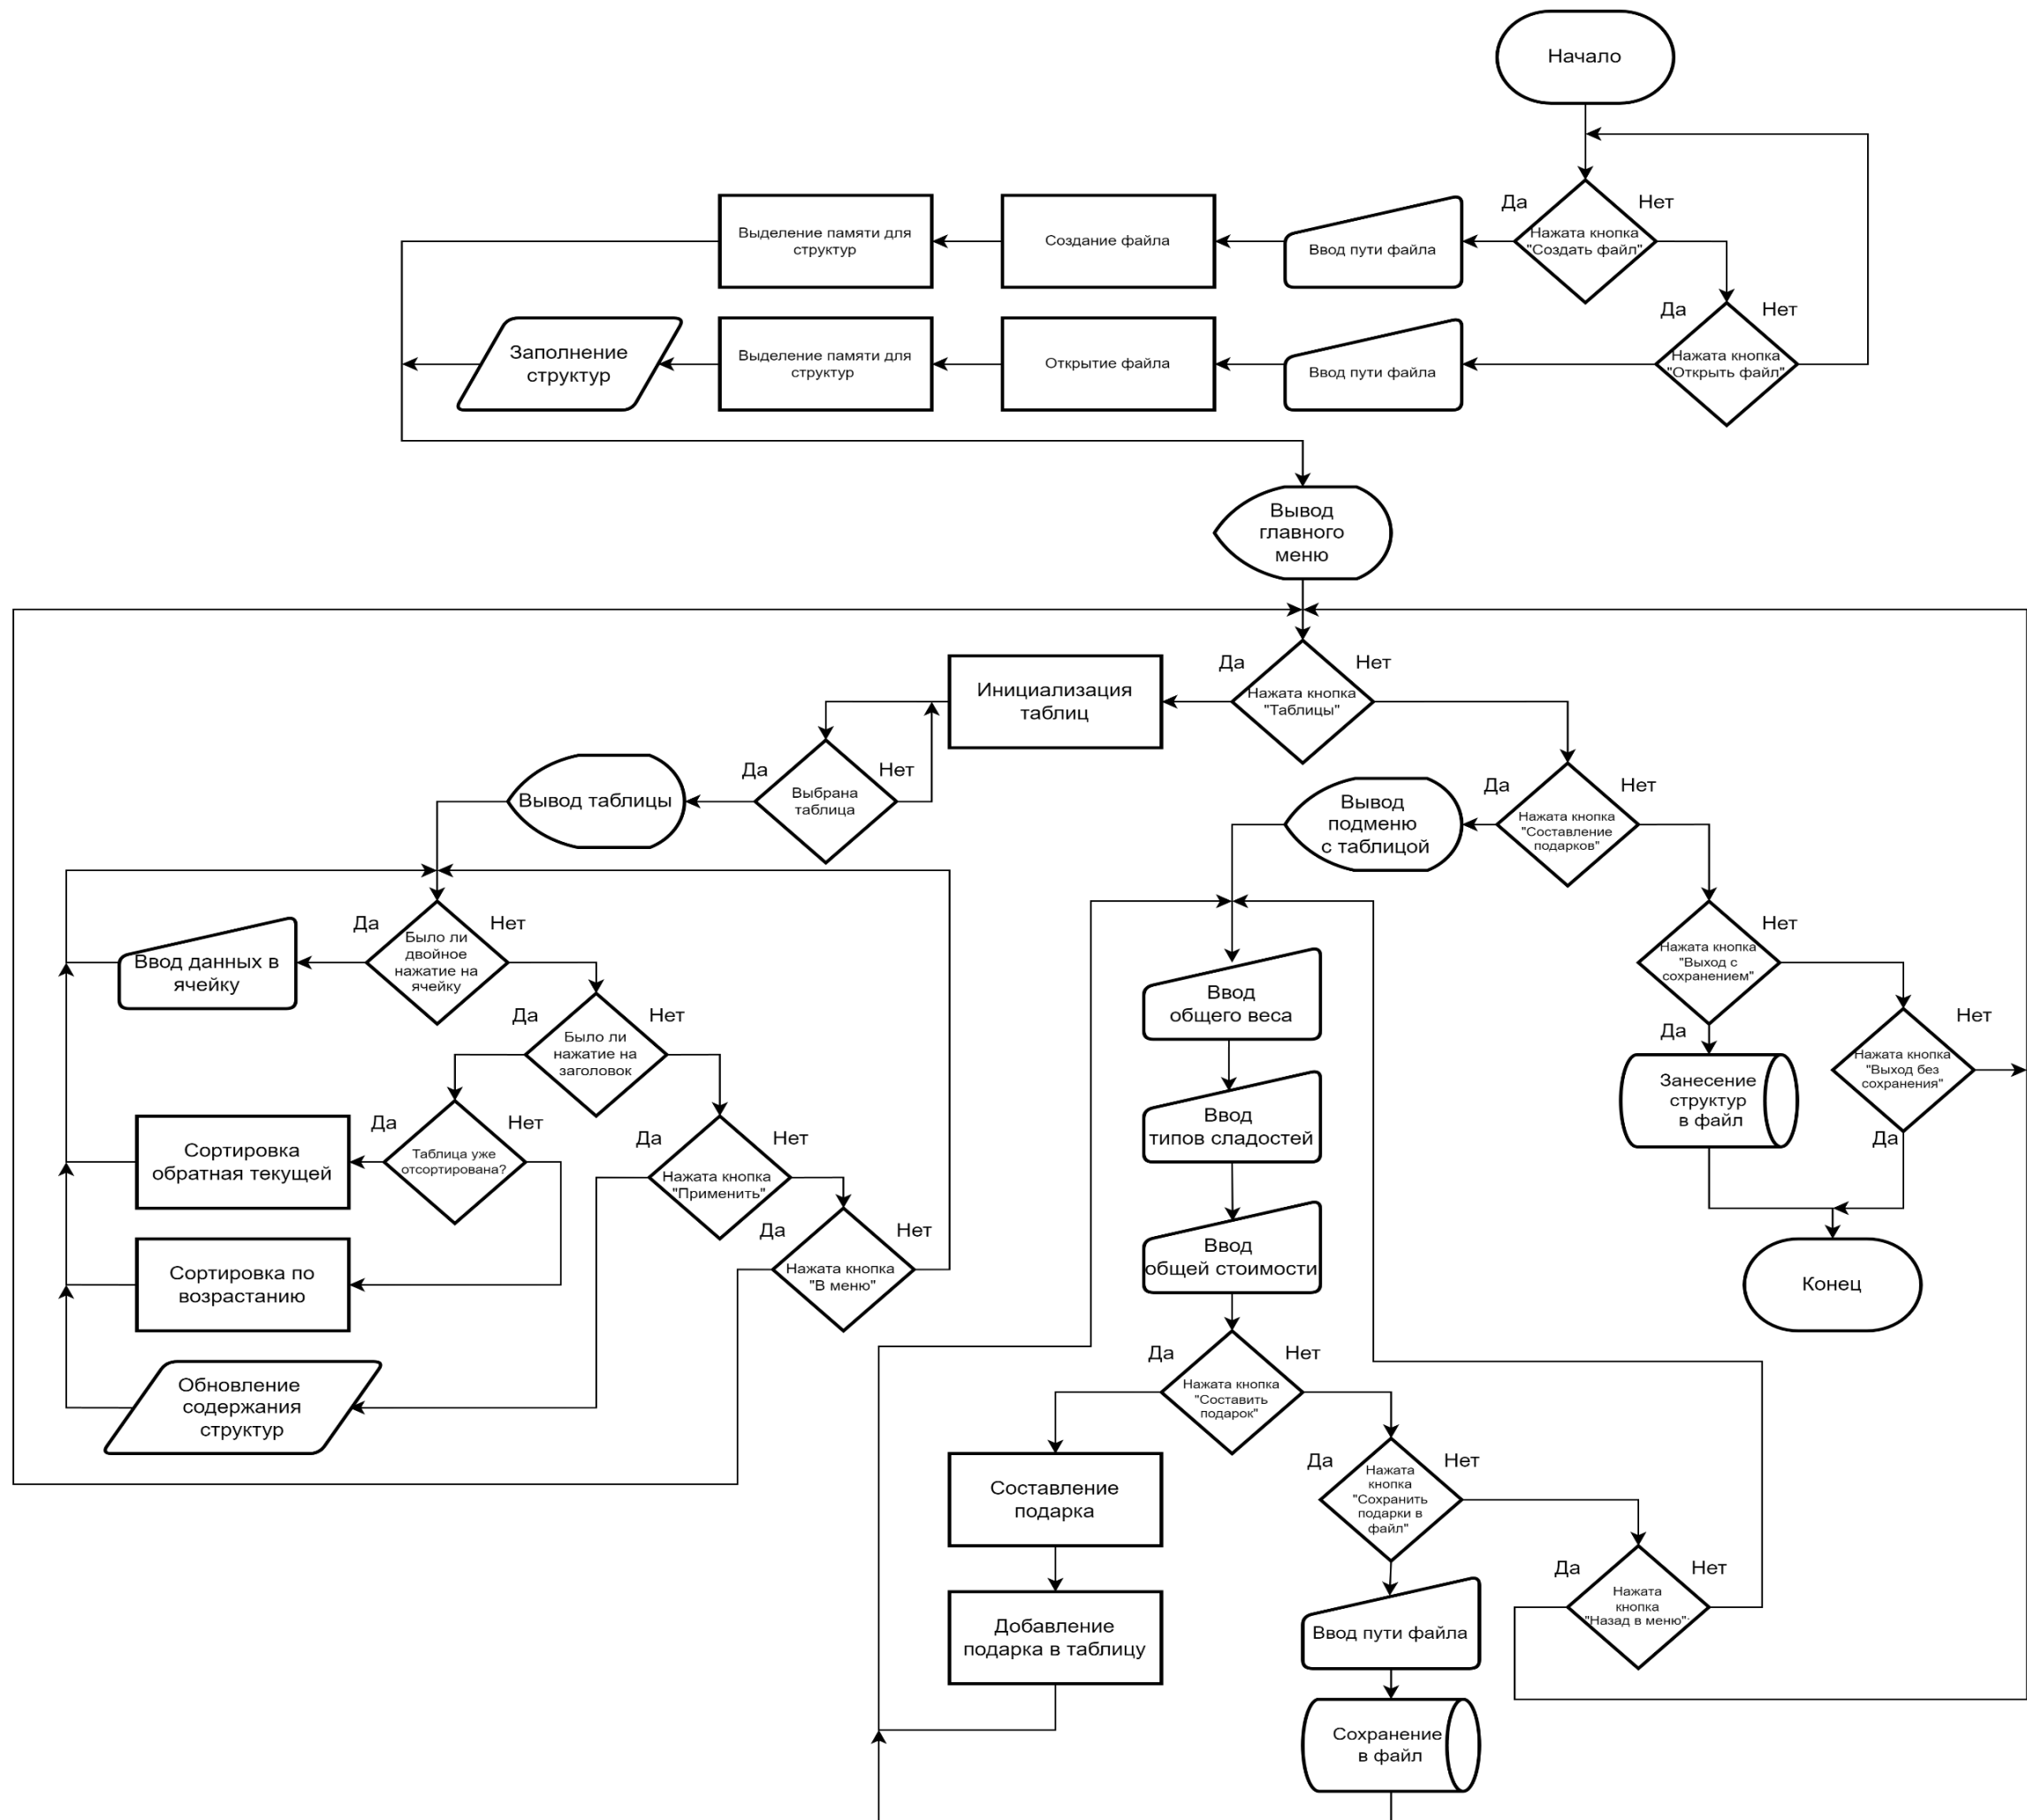 Начало
Да
Нет
Нажата кнопка
"Создать файл"
Ввод пути файла
Создание файла
Выделение памяти для
структур
Да
Нет
Нажата кнопка
"Открыть файл"
Ввод пути файла
Открытие файла
Выделение памяти для
структур
Заполнение
структур
Вывод
главного
меню
Да
Нет
Нажата кнопка
"Таблицы"
Инициализация
таблиц
Да
Нет
Выбрана
таблица
Вывод таблицы
Да
Нет
Нажата кнопка
"Составление
подарков"
Вывод
подменю
с таблицой
Да
Нет
Было ли
двойное
нажатие на
ячейку
Ввод данных в
ячейку
Да
Нет
Было ли
нажатие на
заголовок
Да
Нет
Таблица уже
отсортирована?
Сортировка
обратная текущей
Сортировка по
возрастанию
Да
Нет
Нажата кнопка
"Применить"
Да
Нет
Нажата кнопка
"В меню"
Обновление
содержания
структур
Нет
Нажата кнопка
"Выход с
сохранением"
Да
Занесение
структур
в файл
Нет
Нажата кнопка
"Выход без
сохранения"
Да
Конец
Ввод
общего веса
Ввод
типов сладостей
Ввод
общей стоимости
Да
Нет
Нажата кнопка
"Составить
подарок"
Составление
подарка
Добавление
подарка в таблицу
Да
Нет
Нажата
кнопка
"Сохранить
подарки в
файл"
Ввод пути файла
Сохранение
в файл
Да
Нет
Нажата
кнопка
"Назад в меню":